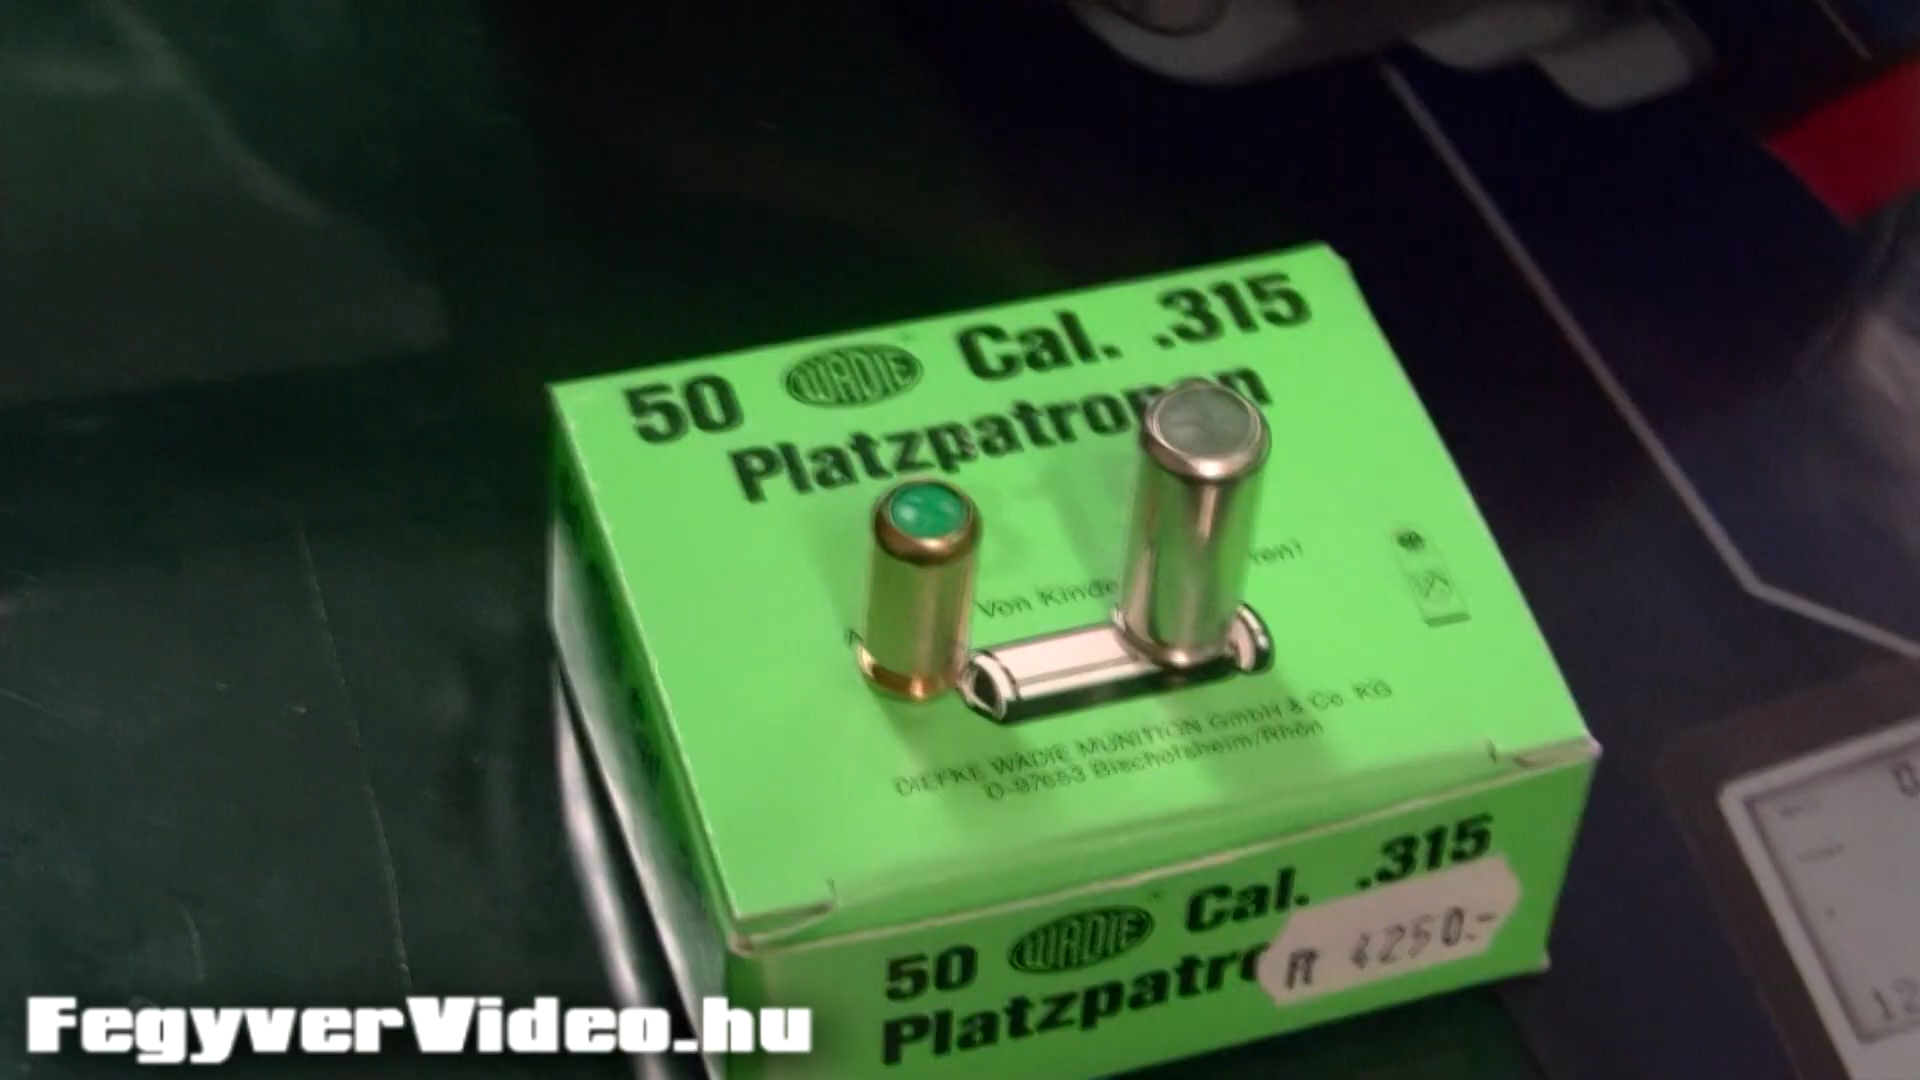 50 WADIE Cal. .315
Platzpatronen
Von Kinde
DIEFKE WADIE MUNITION GmbH & Co. KG
D-97653 Bischofsheim/Rhön
50 WADIE Cal. .315
Platzpatro
Ft 4250.-
FegyverVideo.hu